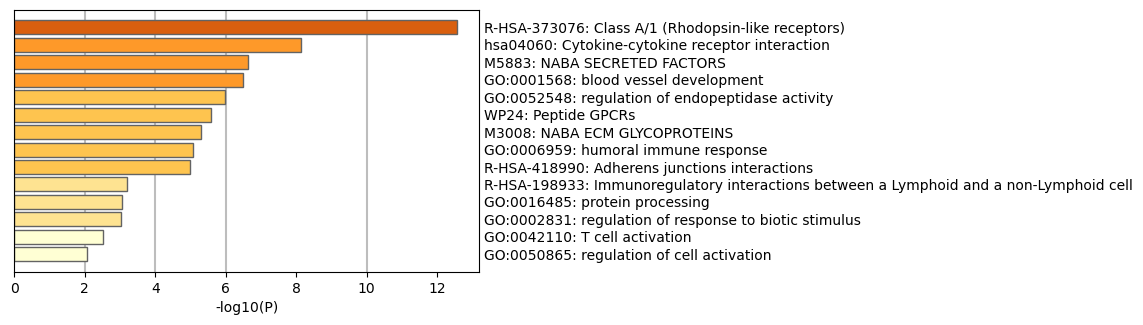 R-HSA-373076: Class A/1 (Rhodopsin-like receptors)
hsa04060: Cytokine-cytokine receptor interaction
M5883: NABA SECRETED FACTORS
GO:0001568: blood vessel development
GO:0052548: regulation of endopeptidase activity
WP24: Peptide GPCRs
M3008: NABA ECM GLYCOPROTEINS
GO:0006959: humoral immune response
R-HSA-418990: Adherens junctions interactions
R-HSA-198933: Immunoregulatory interactions between a Lymphoid and a non-Lymphoid cell
GO:0016485: protein processing
GO:0002831: regulation of response to biotic stimulus
GO:0042110: T cell activation
GO:0050865: regulation of cell activation
0 2 4 6 8 10 12
-log10(P)